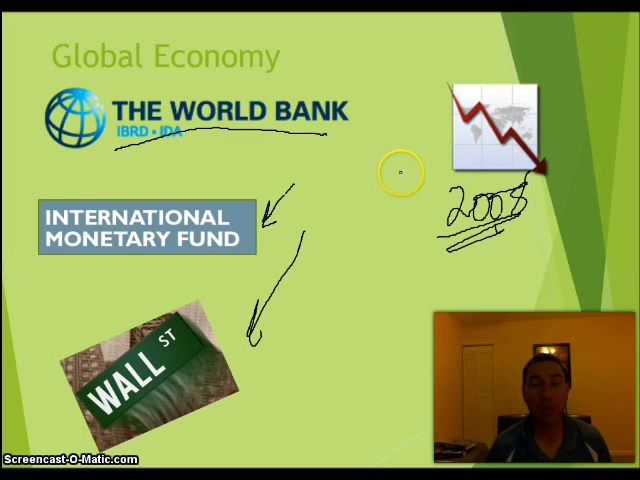 Global Economy
THE WORLD BANK
IBRD • IDA
2008
INTERNATIONAL
MONETARY FUND
WALL ST
Screencast-O-Matic.com